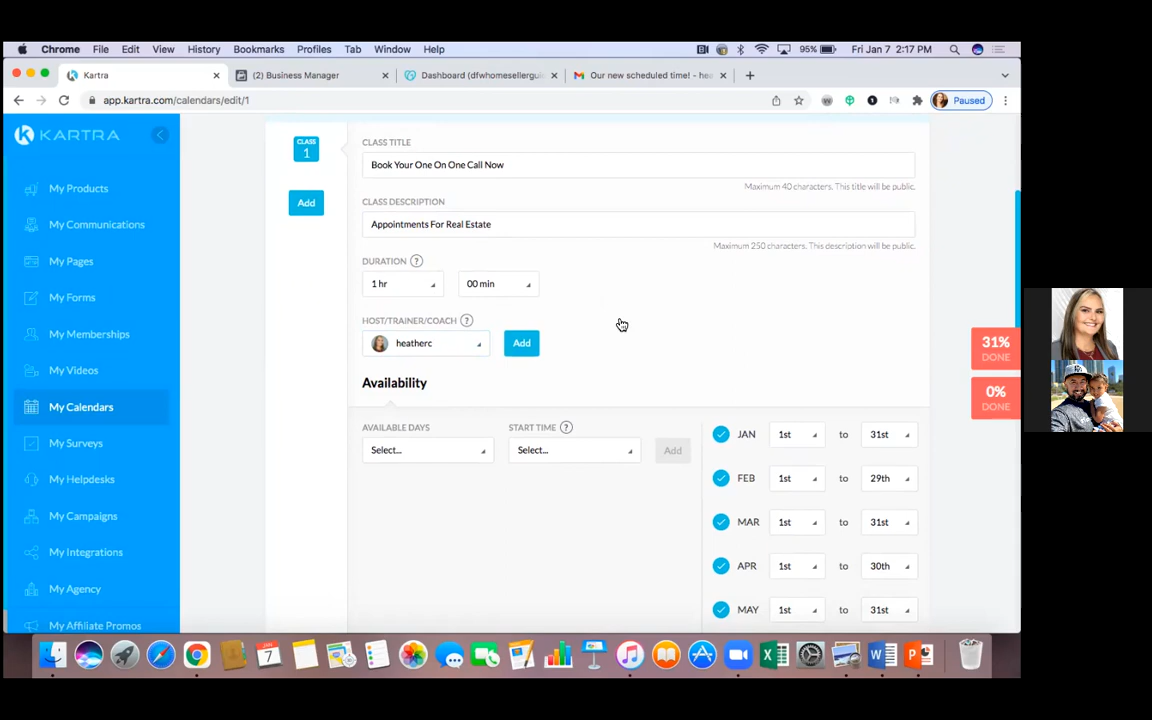 Chrome File Edit View History Bookmarks Profiles Tab Window Help 95% Fri Jan 7 2:17 PM
Kartra (2) Business Manager Dashboard (dfwhomesellergui Our new scheduled time! - hea
app.kartra.com/calendars/edit/1 Paused
KARTRA
My Products
My Communications
My Pages
My Forms
My Memberships
My Videos
My Calendars
My Surveys
My Helpdesks
My Campaigns
My Integrations
My Agency
My Affiliate Promos
CLASS
1
Add
CLASS TITLE
Book Your One On One Call Now
Maximum 40 characters. This title will be public.
CLASS DESCRIPTION
Appointments For Real Estate
Maximum 250 characters. This description will be public.
DURATION ?
1 hr 00 min
HOST/TRAINER/COACH ?
heatherc Add
Availability
AVAILABLE DAYS START TIME ?
Select... Select... Add
JAN 1st to 31st
FEB 1st to 29th
MAR 1st to 31st
APR 1st to 30th
MAY 1st to 31st
31%
DONE
0%
DONE
JAN
7